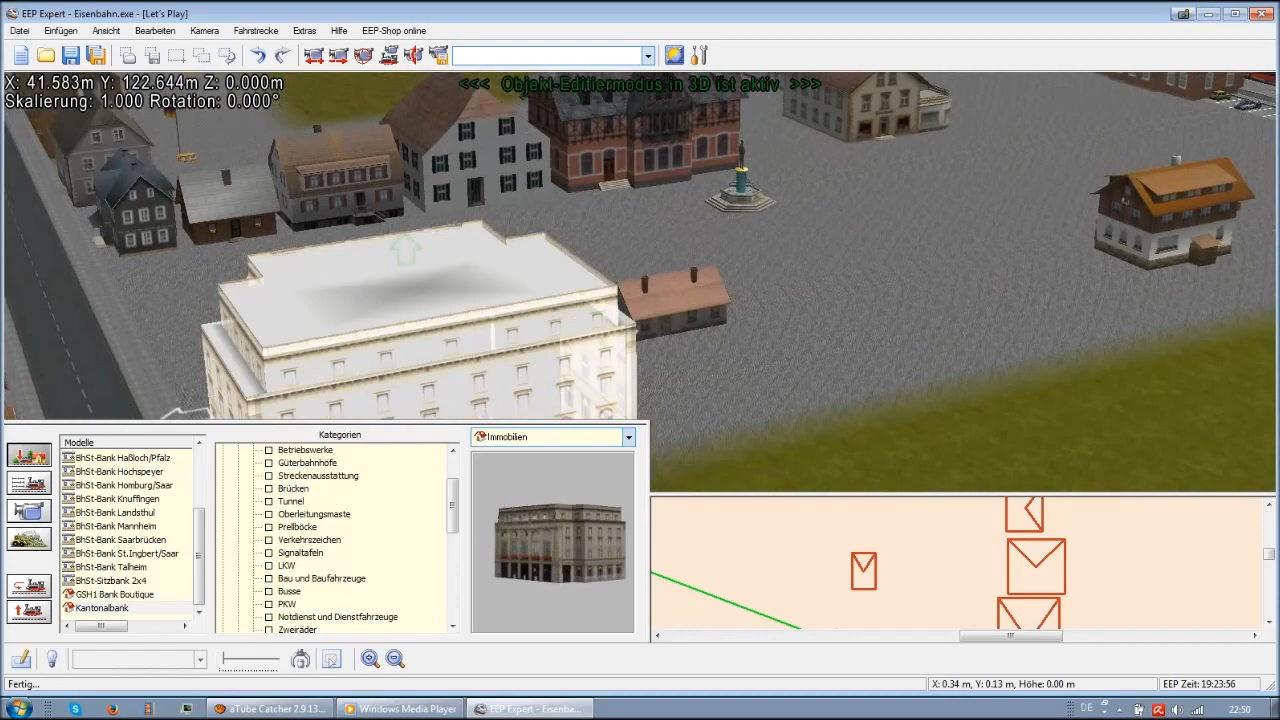 EEP Expert - Eisenbahn.exe - [Let´s Play]
Datei Einfügen Ansicht Bearbeiten Kamera Fahrstrecke Extras Hilfe EEP-Shop online
X: 41.583m Y: 122.644m Z: 0.000m
<<< Objekt-Editiermodus in 3D ist aktiv >>>
Skalierung: 1.000 Rotation: 0.000°
Modelle
BhSt-Bank Haßloch/Pfalz
BhSt-Bank Hochspeyer
BhSt-Bank Homburg/Saar
BhSt-Bank Knuffingen
BhSt-Bank Landsthul
BhSt-Bank Mannheim
BhSt-Bank Saarbrücken
BhSt-Bank St.Ingbert/Saar
BhSt-Bank Talheim
BhSt-Sitzbank 2x4
GSH1 Bank Boutique
Kantonalbank
Kategorien
Betriebswerke
Güterbahnhöfe
Streckenausstattung
Brücken
Tunnel
Oberleitungsmaste
Prellböcke
Verkehrszeichen
Signaltafeln
LKW
Bau und Baufahrzeuge
Busse
PKW
Notdienst und Dienstfahrzeuge
Zweiräder
Immobilien
Fertig...
X: 0.34 m, Y: 0.13 m, Höhe: 0.00 m
EEP Zeit: 19:23:56
aTube Catcher 2.9.13...
Windows Media Player
EEP Expert - Eisenba...
DE
22:50